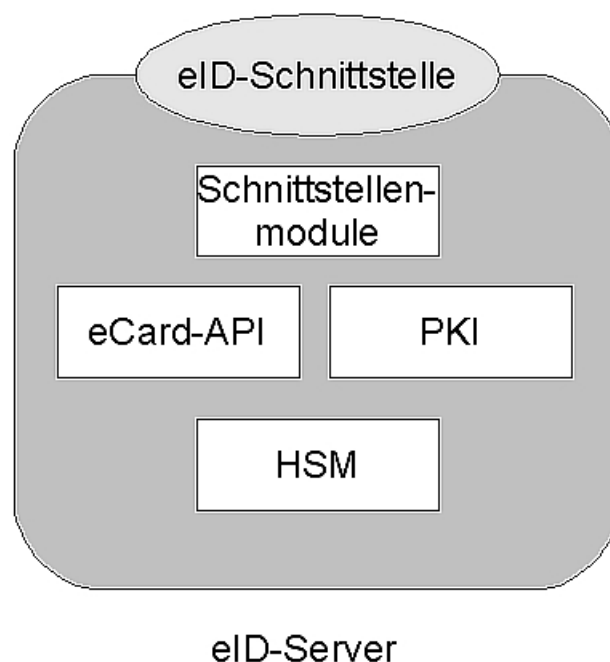 eID-Schnittstelle
Schnittstellen-
module
eCard-API
PKI
HSM
eID-Server